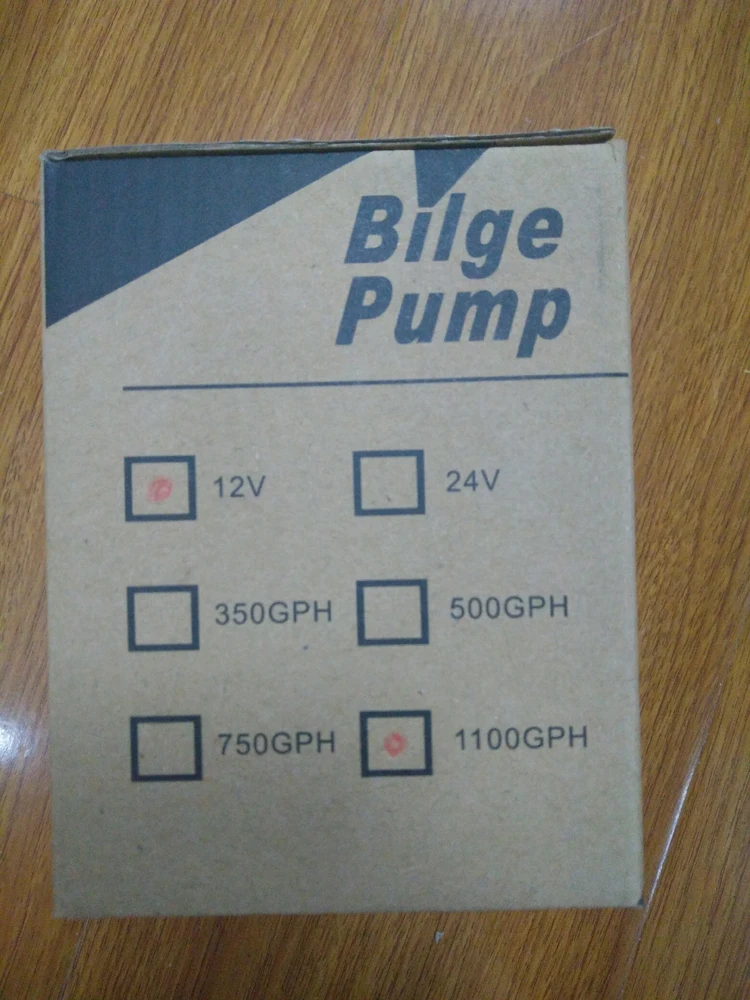 Bilge
Pump
12V 24V
350GPH 500GPH
750GPH 1100GPH